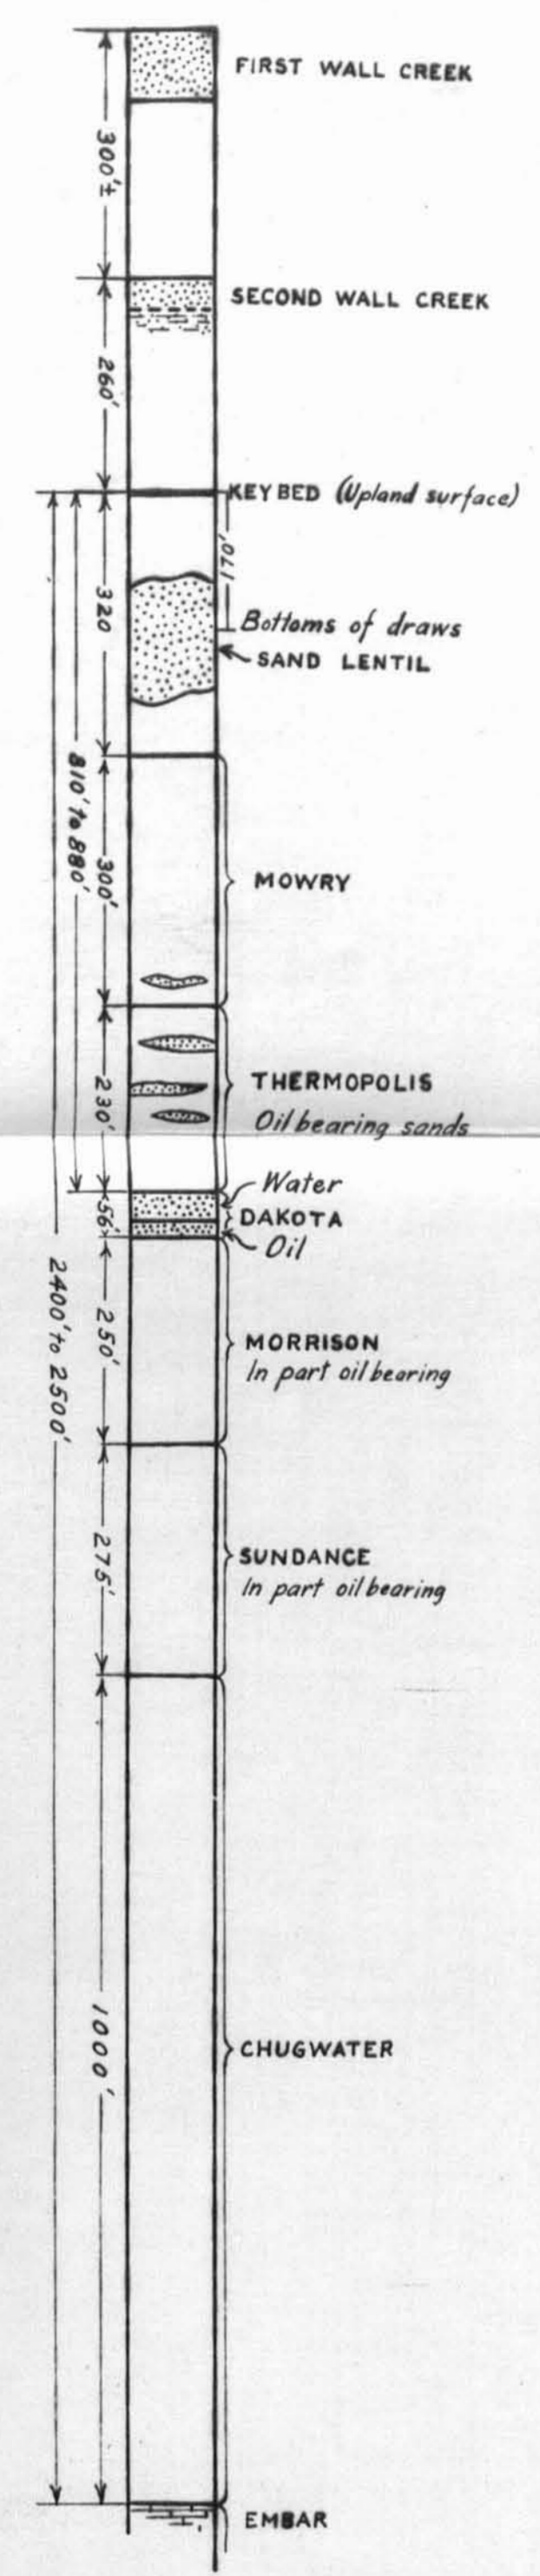 FIRST WALL CREEK
300'±
SECOND WALL CREEK
260'
KEY BED (Upland surface)
170'
320
Bottoms of draws
SAND LENTIL
810' to 880'
300'
MOWRY
230'
THERMOPOLIS
Oil bearing sands
Water
56'
DAKOTA
Oil
2400' to 2500'
250'
MORRISON
In part oil bearing
275'
SUNDANCE
In part oil bearing
1000'
CHUGWATER
EMBAR